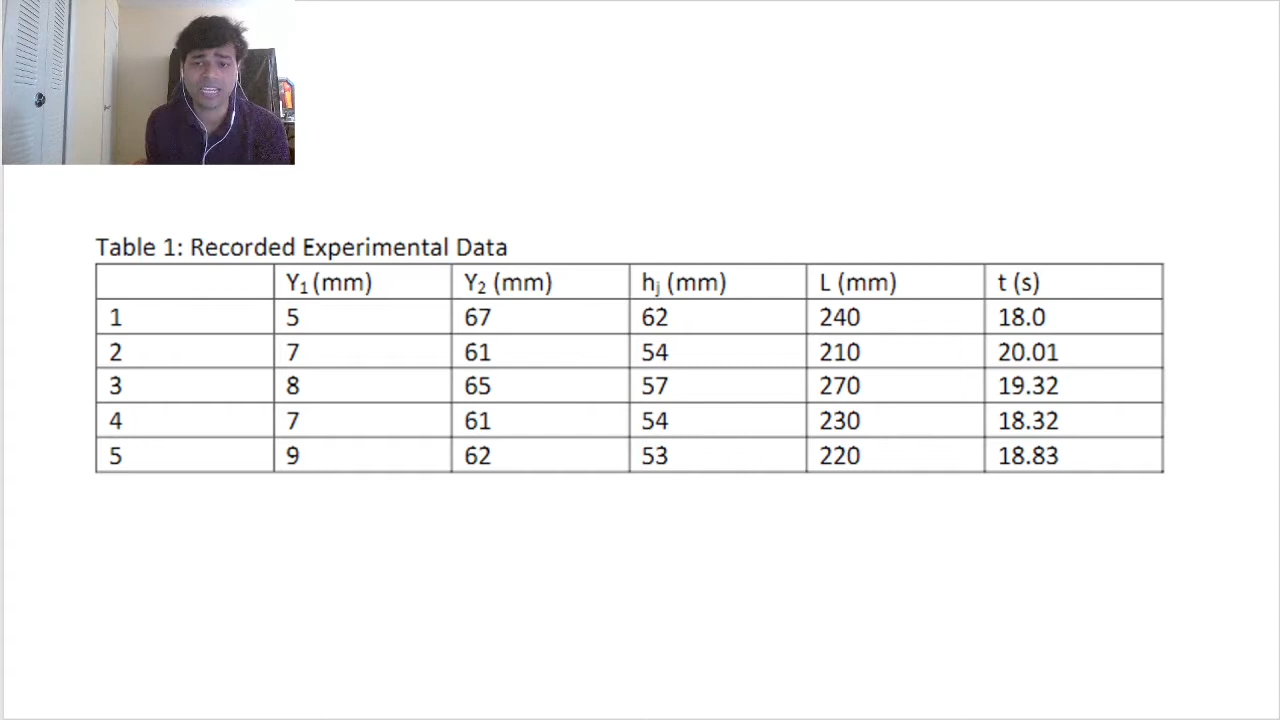 Table 1: Recorded Experimental Data
Y₁ (mm) Y₂ (mm) hⱼ (mm) L (mm) t (s)
1 5 67 62 240 18.0
2 7 61 54 210 20.01
3 8 65 57 270 19.32
4 7 61 54 230 18.32
5 9 62 53 220 18.83